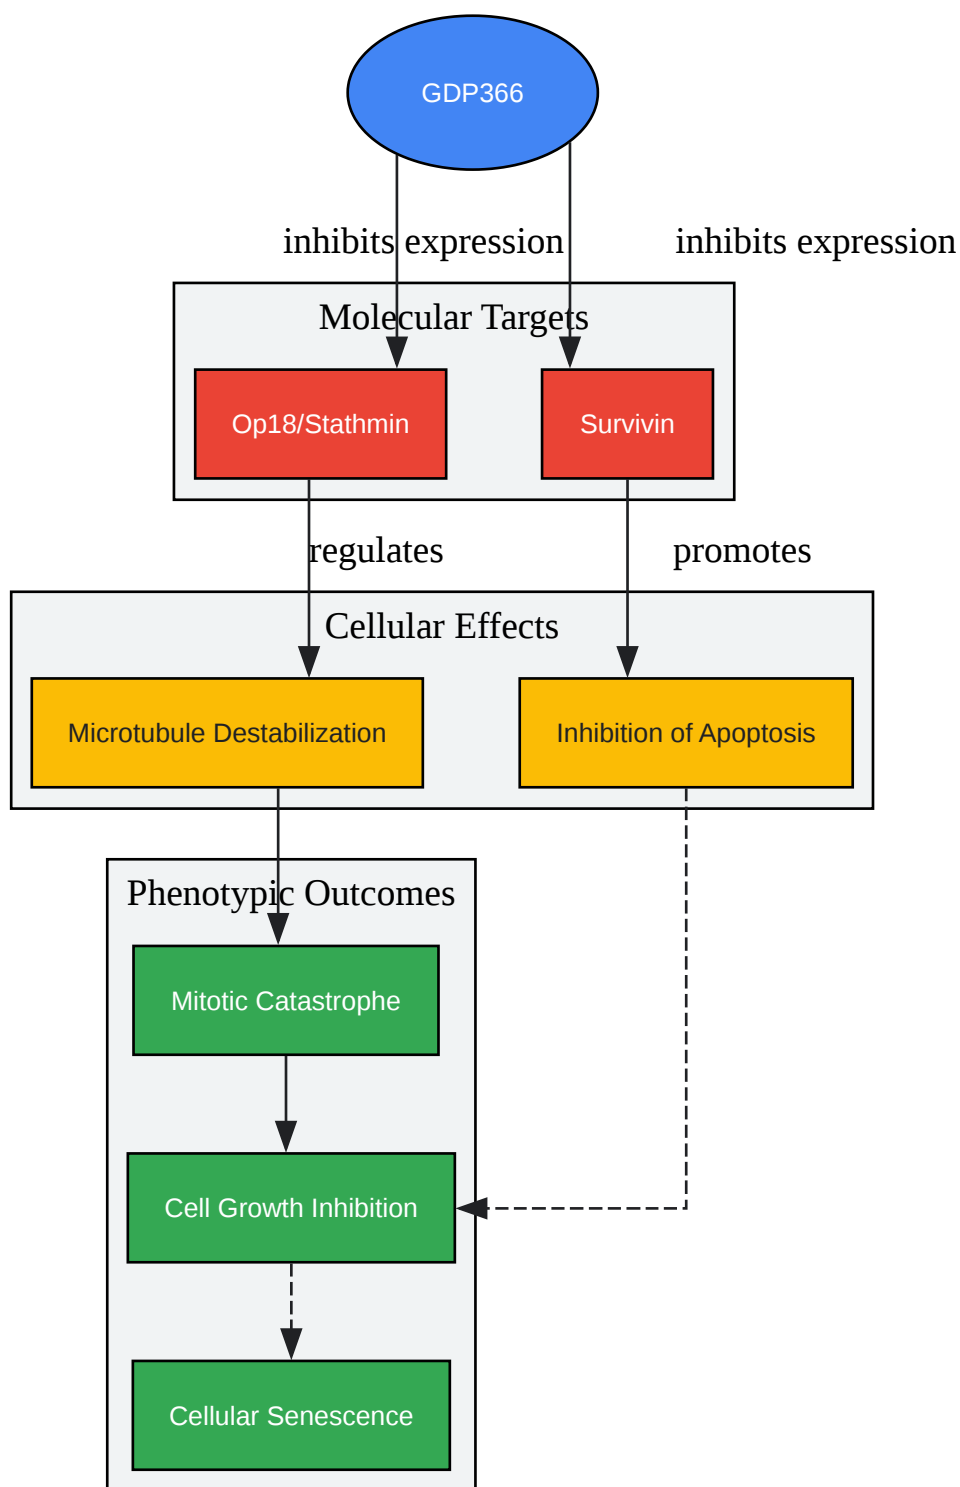 GDP366
inhibits expression
inhibits expression
Molecular Targets
Op18/Stathmin
Survivin
regulates
promotes
Cellular Effects
Microtubule Destabilization
Inhibition of Apoptosis
Phenotypic Outcomes
Mitotic Catastrophe
Cell Growth Inhibition
Cellular Senescence